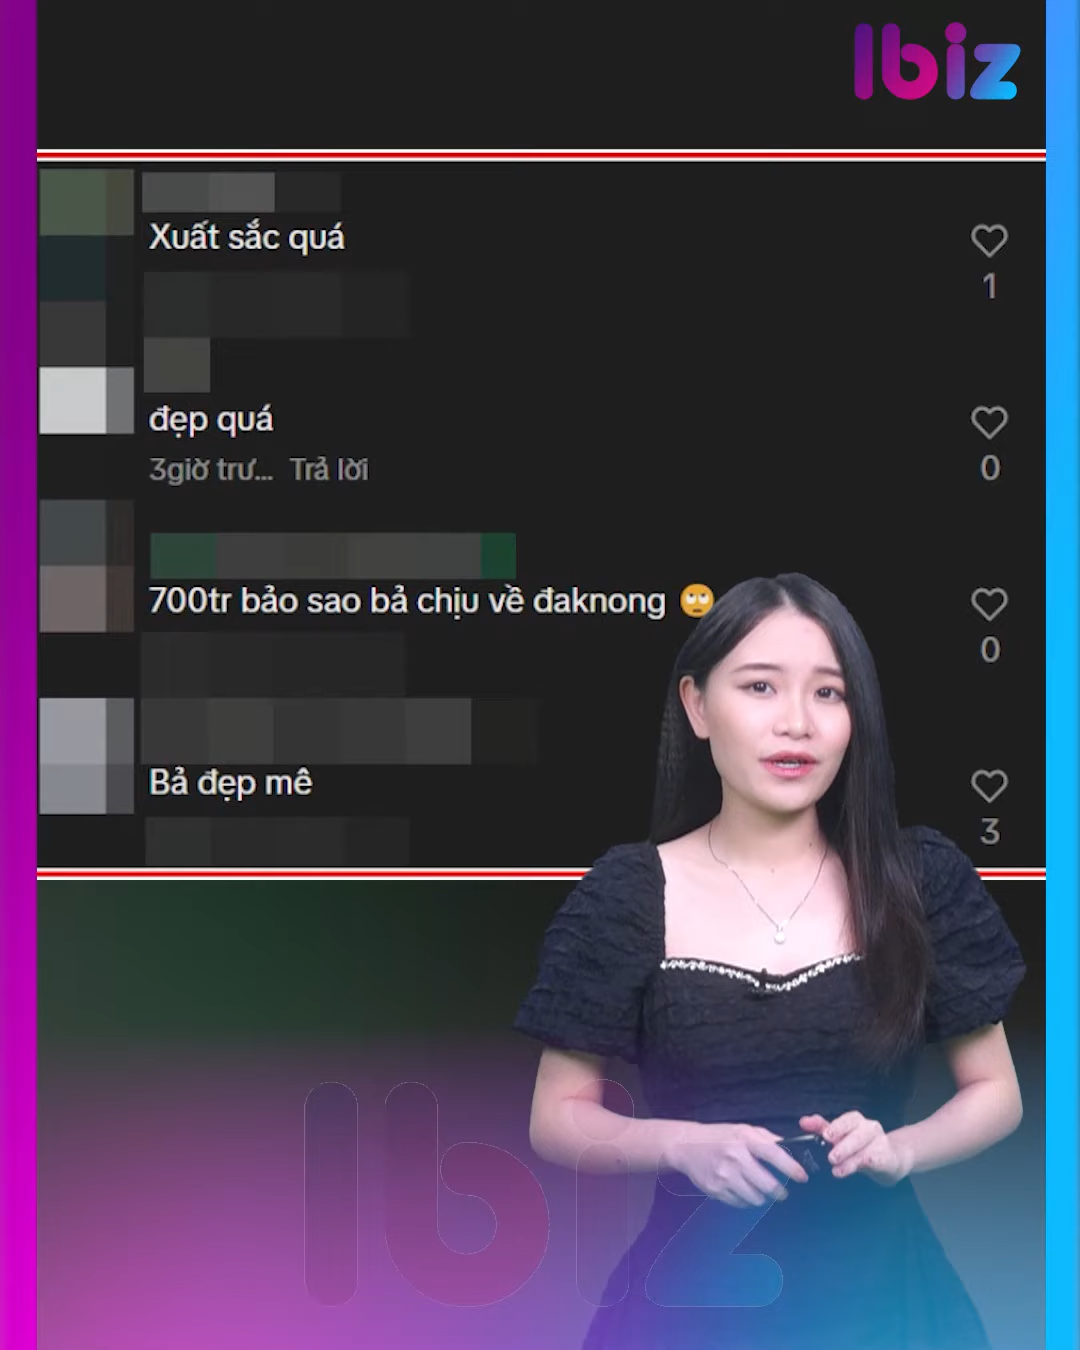 Ibiz
Xuất sắc quá
1
đẹp quá
0
3giờ trư... Trả lời
700tr bảo sao bả chịu về đaknong 🙄
0
Bả đẹp mê
3
Ibiz